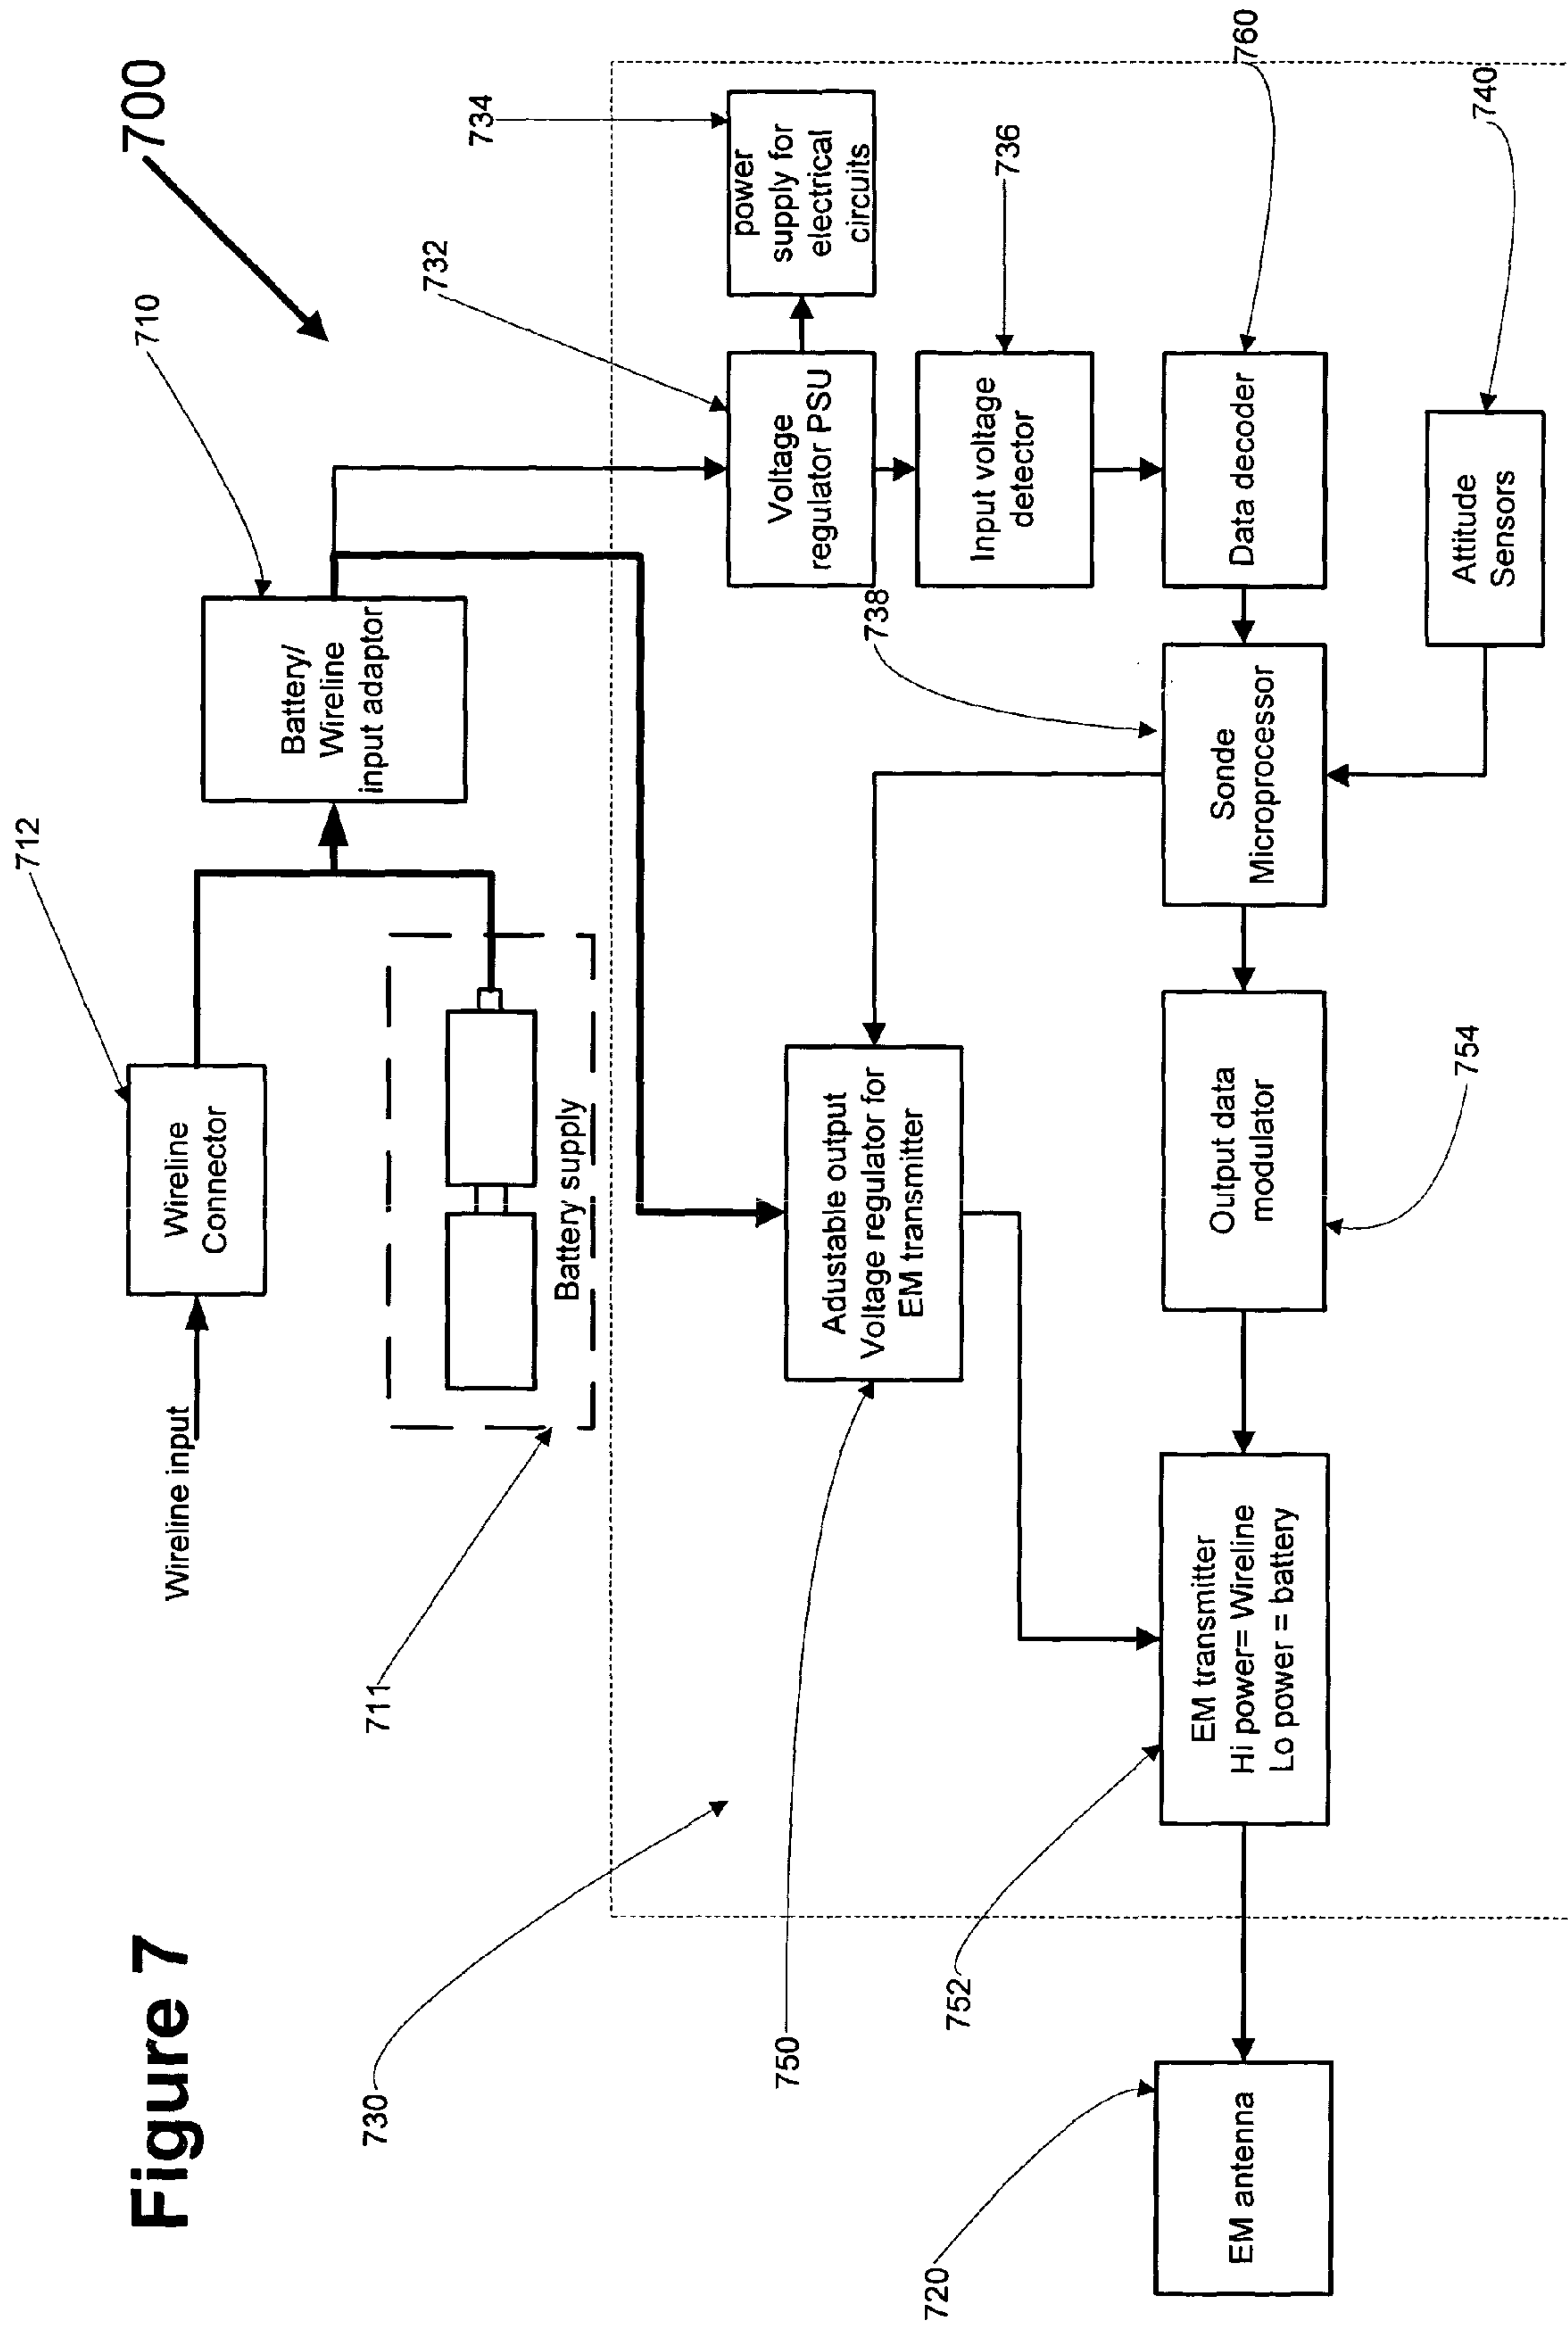 Figure 7
700
Wireline input
Wireline
Connector
712
Battery/
Wireline
input adaptor
710
Battery supply
711
730
732
734
Voltage
regulator PSU
power
supply for
electrical
circuits
Adustable output
Voltage regulator for
EM transmitter
750
Input voltage
detector
736
738
752
720
EM antenna
EM transmitter
Hi power= Wireline
Lo power = battery
Output data
modulator
754
Sonde
Microprocessor
Data decoder
760
Attitude
Sensors
740